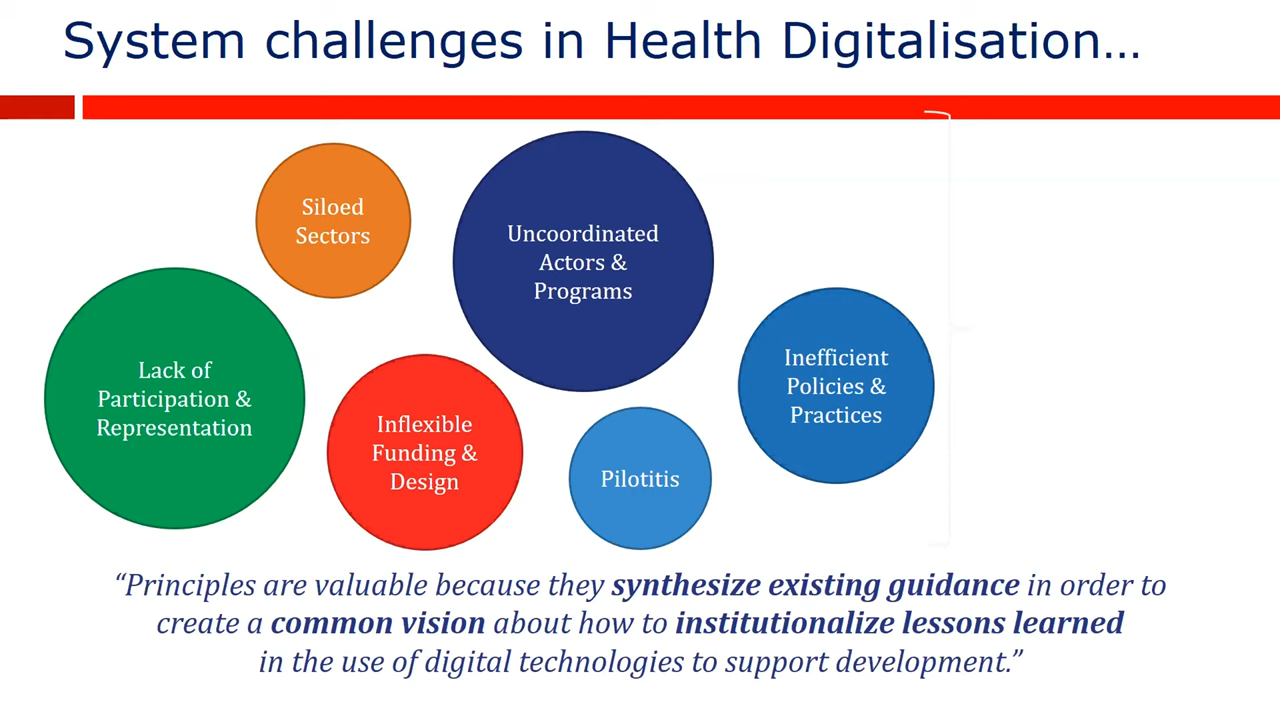 System challenges in Health Digitalisation…
Siloed
Sectors
Uncoordinated
Actors &
Programs
Lack of
Participation &
Representation
Inflexible
Funding &
Design
Pilotitis
Inefficient
Policies &
Practices
“Principles are valuable because they synthesize existing guidance in order to
create a common vision about how to institutionalize lessons learned
in the use of digital technologies to support development.”